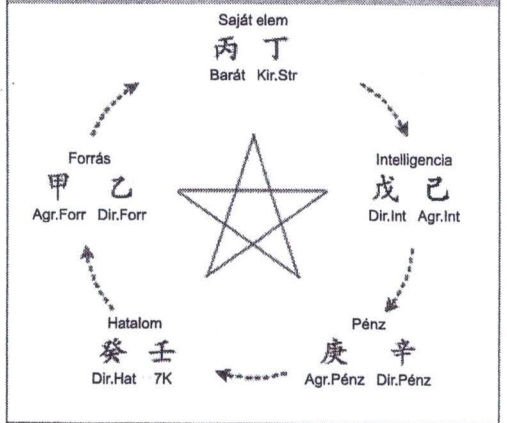 Saját elem
丙 丁
Barát Kir.Str
Forrás
甲 乙
Agr.Forr Dir.Forr
Intelligencia
戊 己
Dir.Int Agr.Int
Hatalom
癸 壬
Dir.Hat 7K
Pénz
庚 辛
Agr.Pénz Dir.Pénz